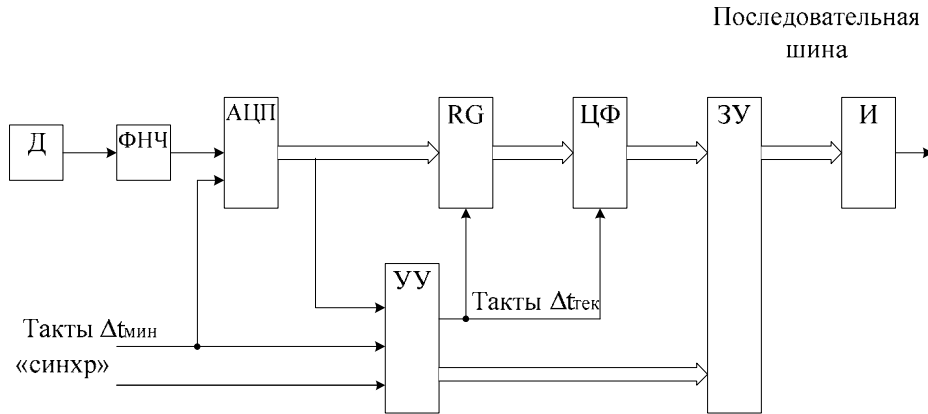 Последовательная
шина
Д
ФНЧ
АЦП
RG
ЦФ
ЗУ
И
УУ
Такты Δtтек
Такты Δtмин
«синхр»